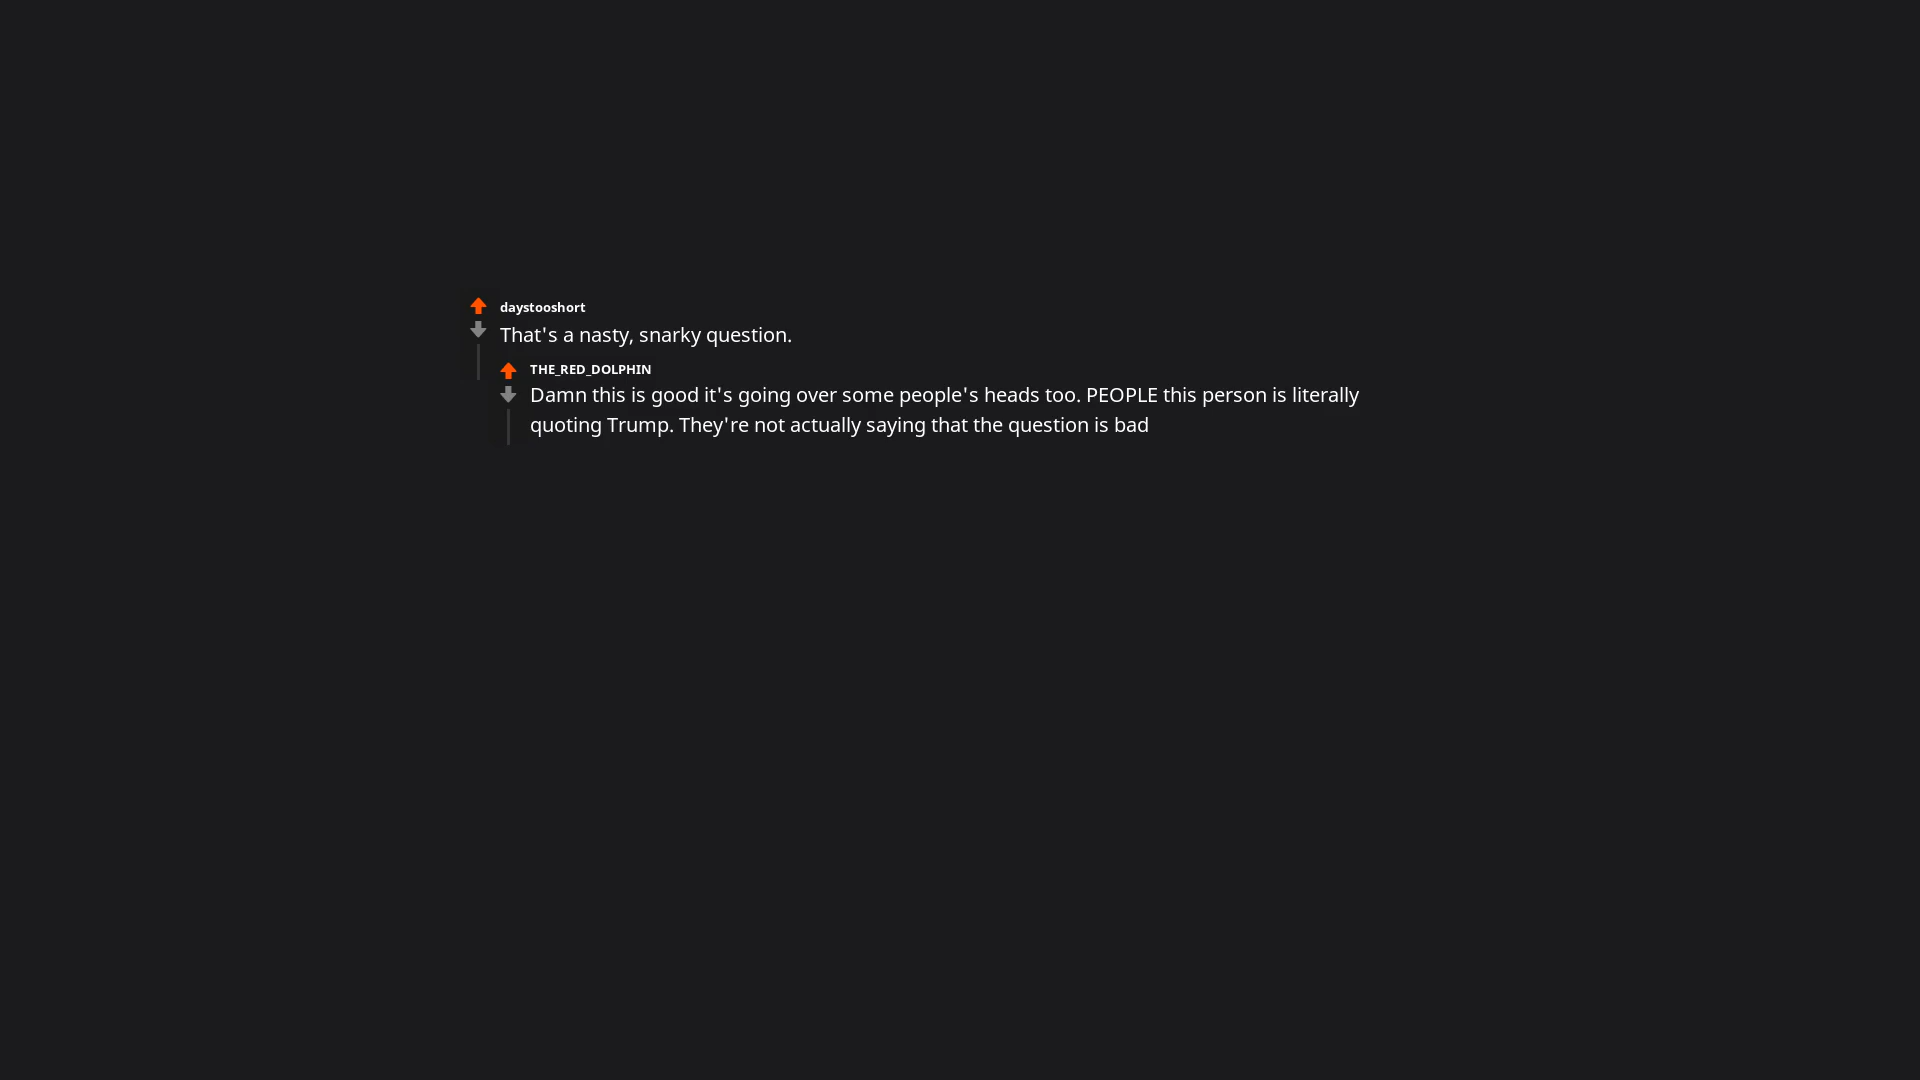 daystooshort
That's a nasty, snarky question.
THE_RED_DOLPHIN
Damn this is good it's going over some people's heads too. PEOPLE this person is literally
quoting Trump. They're not actually saying that the question is bad